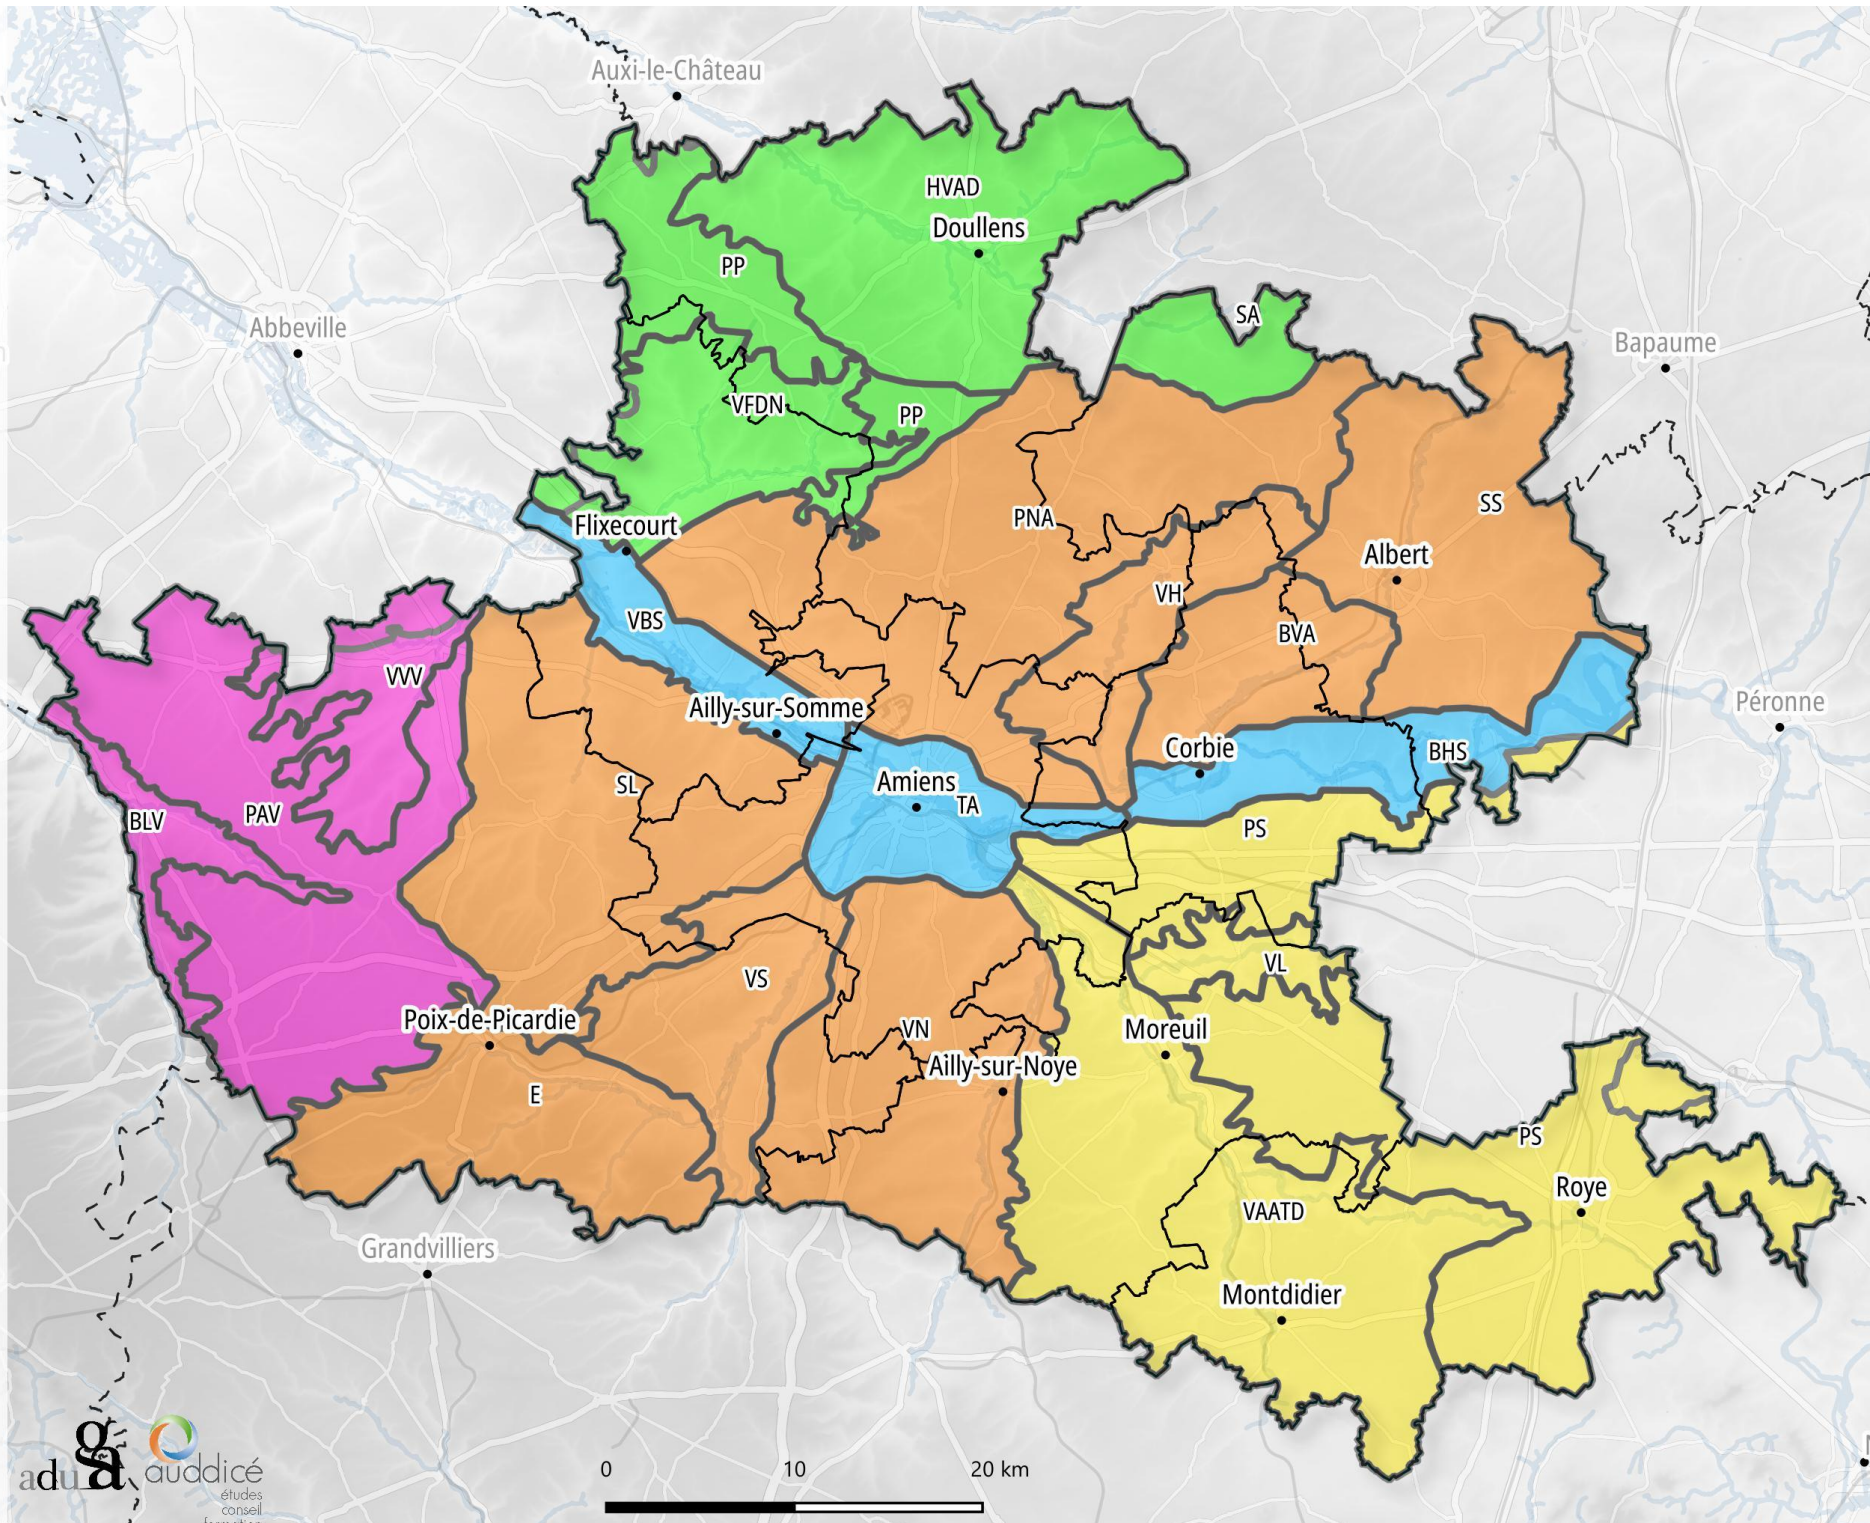 Auxi-le-Château
HVAD
Doullens
PP
SA
Abbeville
Bapaume
VFDN
PP
SS
PNA
Flixecourt
Albert
VH
VBS
BVA
VVV
Péronne
Ailly-sur-Somme
Corbie
BHS
SL
Amiens
TA
PAV
BLV
PS
VL
VS
Poix-de-Picardie
VN
Moreuil
Ailly-sur-Noye
E
PS
Roye
VAATD
Grandvilliers
Montdidier
adu ga
auddicé
études
conseil
formation
0 10 20 km